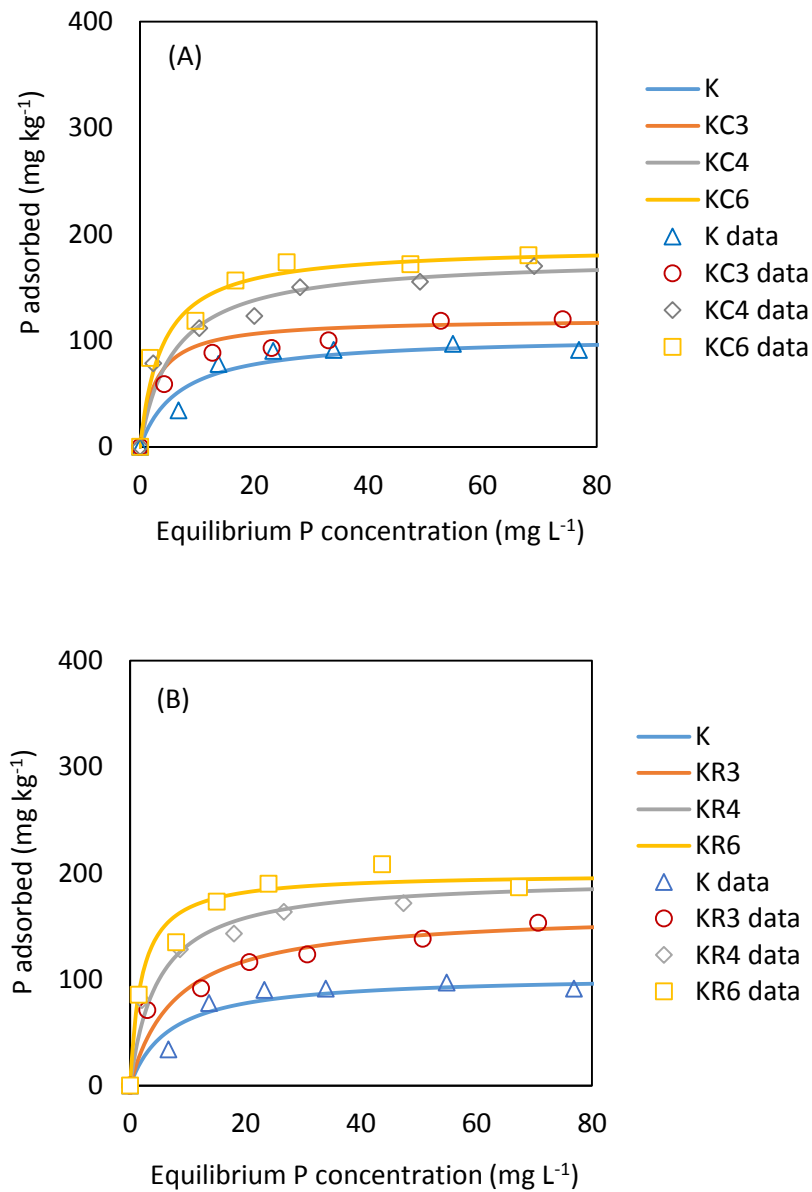 (A)
400
300
200
100
0
P adsorbed (mg kg⁻¹)
0 20 40 60 80
Equilibrium P concentration (mg L⁻¹)
K
KC3
KC4
KC6
K data
KC3 data
KC4 data
KC6 data
(B)
400
300
200
100
0
P adsorbed (mg kg⁻¹)
0 20 40 60 80
Equilibrium P concentration (mg L⁻¹)
K
KR3
KR4
KR6
K data
KR3 data
KR4 data
KR6 data